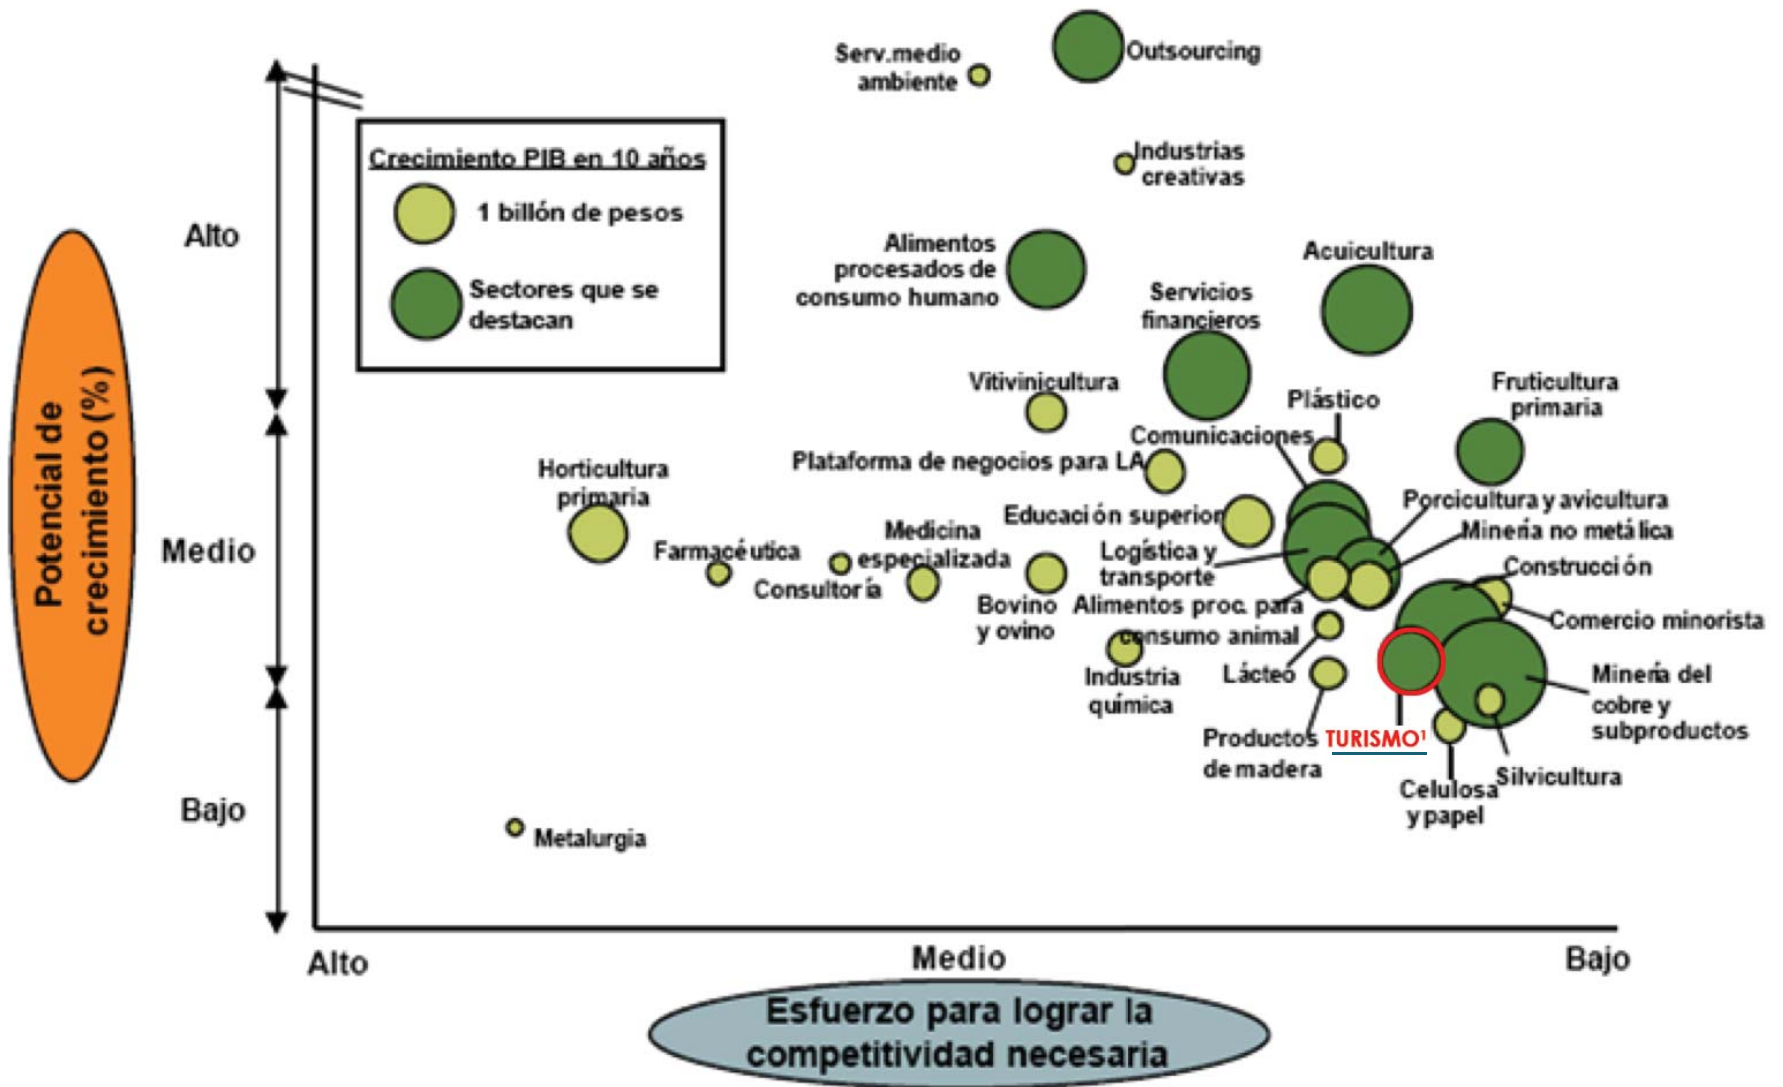 Serv.medio
ambiente
Outsourcing
Crecimiento PIB en 10 años
1 billón de pesos
Sectores que se
destacan
Industrias
creativas
Alto
Alimentos
procesados de
consumo humano
Acuicultura
Servicios
financieros
Vitivinicultura
Plástico
Fruticultura
primaria
Comunicaciones
Plataforma de negocios para LA
Horticultura
primaria
Potencial de
crecimiento (%)
Medio
Educación superior
Porcicultura y avicultura
Minería no metálica
Farmacéutica
Medicina
especializada
Consultoría
Logística y
transporte
Construcción
Bovino
y ovino
Alimentos proc. para
consumo animal
Comercio minorista
Industria
química
Lácteo
Minería del
cobre y
subproductos
Productos
de madera
TURISMO¹
Silvicultura
Celulosa
y papel
Bajo
Metalurgia
Alto
Medio
Bajo
Esfuerzo para lograr la
competitividad necesaria